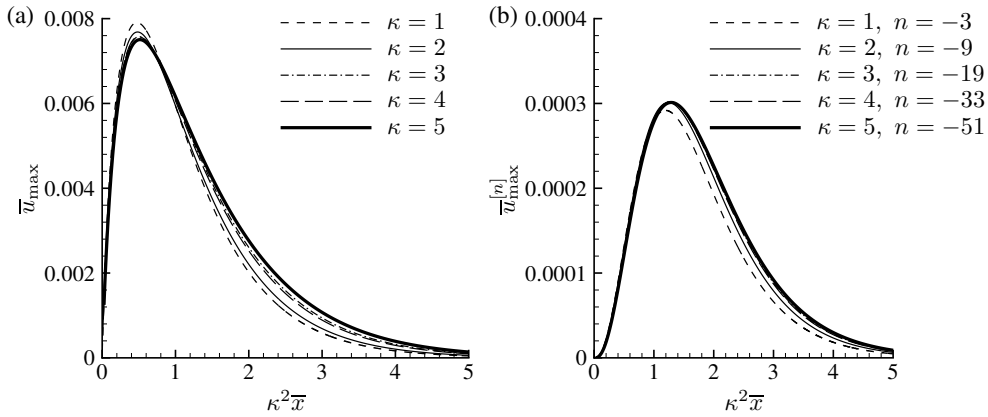 (a)
0.008
0.006
0.004
0.002
0
u̅max
κ = 1
κ = 2
κ = 3
κ = 4
κ = 5
0 1 2 3 4 5
κ²x̅
(b)
0.0004
0.0003
0.0002
0.0001
0
u̅[n]max
κ = 1, n = −3
κ = 2, n = −9
κ = 3, n = −19
κ = 4, n = −33
κ = 5, n = −51
0 1 2 3 4 5
κ²x̅